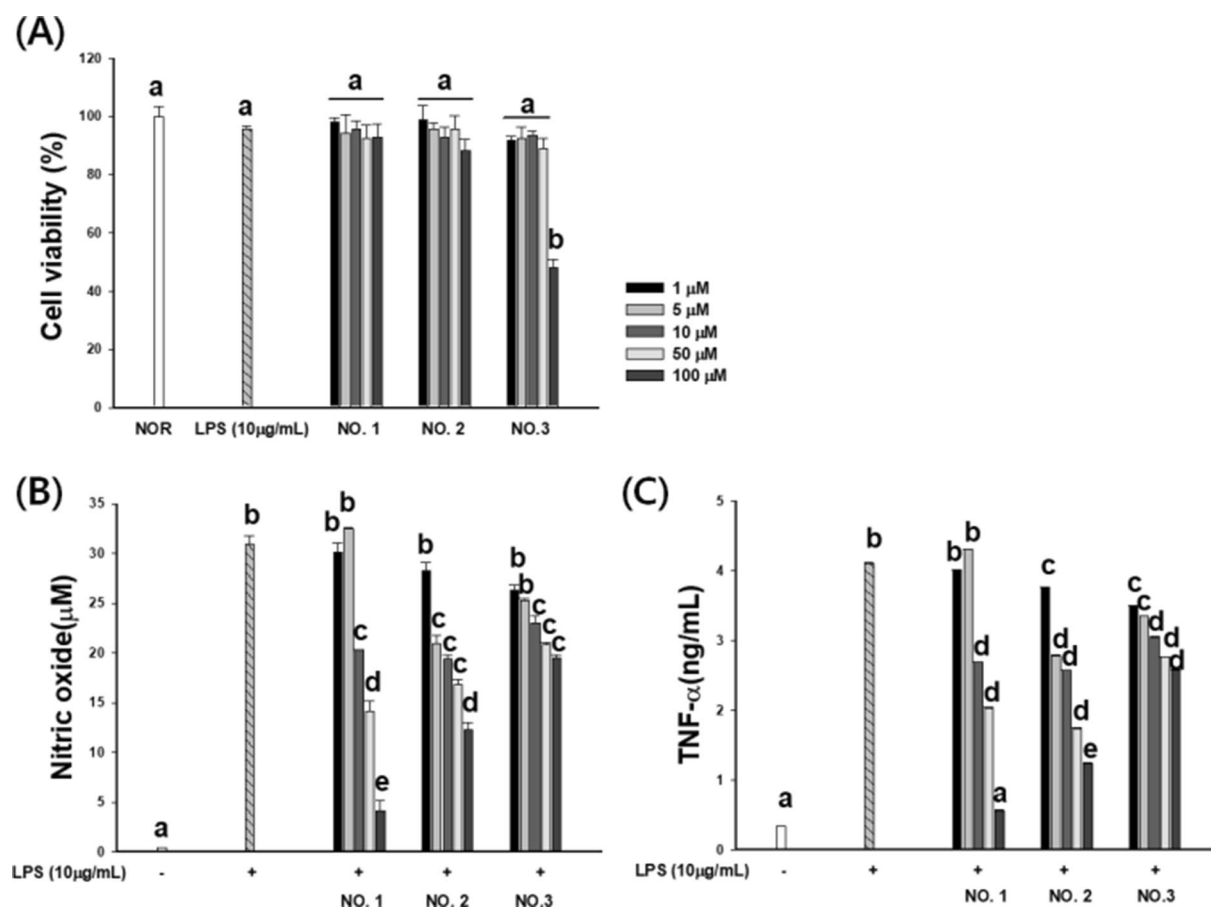 (A)
Cell viability (%)
120
100
80
60
40
20
0
a
a
a
a
a
b
NOR
LPS (10μg/mL)
NO. 1
NO. 2
NO.3
1 μM
5 μM
10 μM
50 μM
100 μM
(B)
Nitric oxide(μM)
35
30
25
20
15
10
5
0
a
b
b
b
c
d
e
b
c
c
c
d
b
b
c
c
c
LPS (10μg/mL)
-
+
+
+
+
NO. 1
NO. 2
NO.3
(C)
TNF-α(ng/mL)
5
4
3
2
1
0
a
b
b
b
d
d
a
c
d
d
d
e
c
c
d
d
d
LPS (10μg/mL)
-
+
+
+
+
NO. 1
NO. 2
NO.3